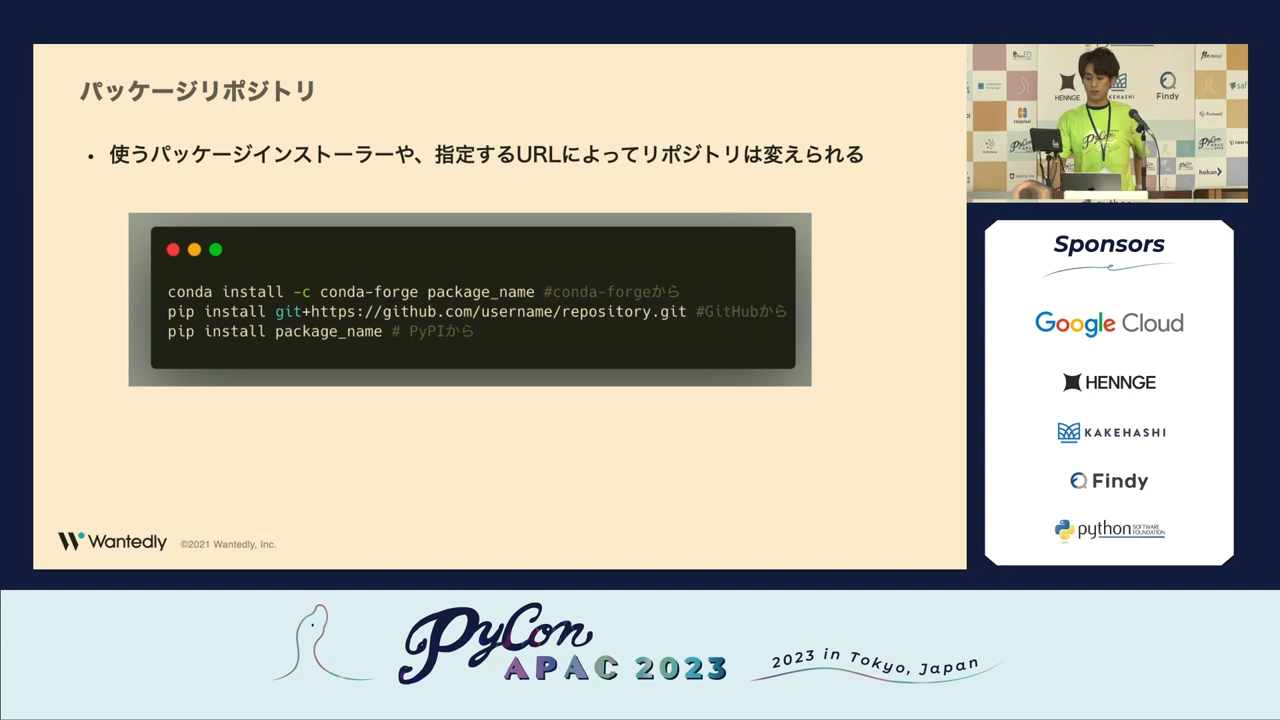 パッケージリポジトリ
• 使うパッケージインストーラーや、指定するURLによってリポジトリは変えられる
conda install -c conda-forge package_name #conda-forgeから
pip install git+https://github.com/username/repository.git #GitHubから
pip install package_name # PyPIから
Wantedly ©2021 Wantedly, Inc.
HENNGE
KAKEHASHI
Findy
hokan
Sponsors
Google Cloud
HENNGE
KAKEHASHI
Findy
python SOFTWARE FOUNDATION
PyCon
APAC 2023
2023 in Tokyo, Japan